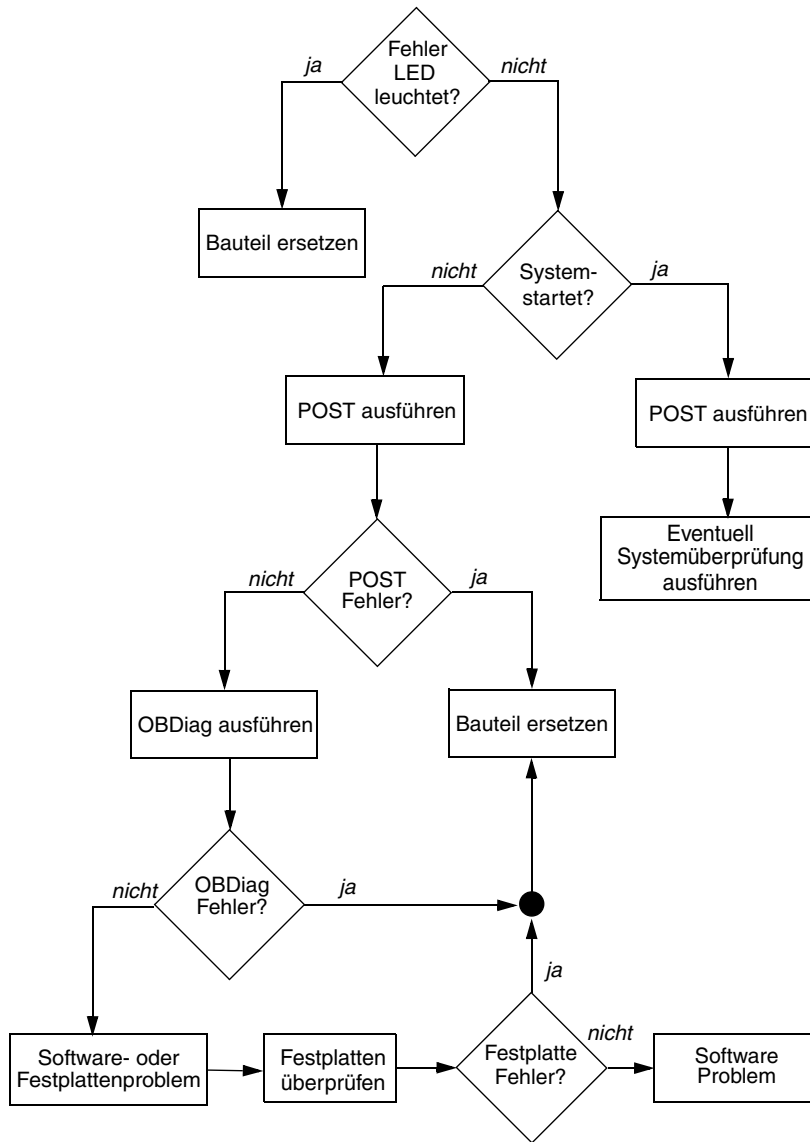 Fehler
LED
leuchtet?
ja
nicht
Bauteil ersetzen
System-
startet?
nicht
ja
POST ausführen
POST ausführen
Eventuell
Systemüberprüfung
ausführen
POST
Fehler?
nicht
ja
OBDiag ausführen
Bauteil ersetzen
OBDiag
Fehler?
nicht
ja
ja
nicht
Software- oder
Festplattenproblem
Festplatten
überprüfen
Festplatte
Fehler?
Software
Problem